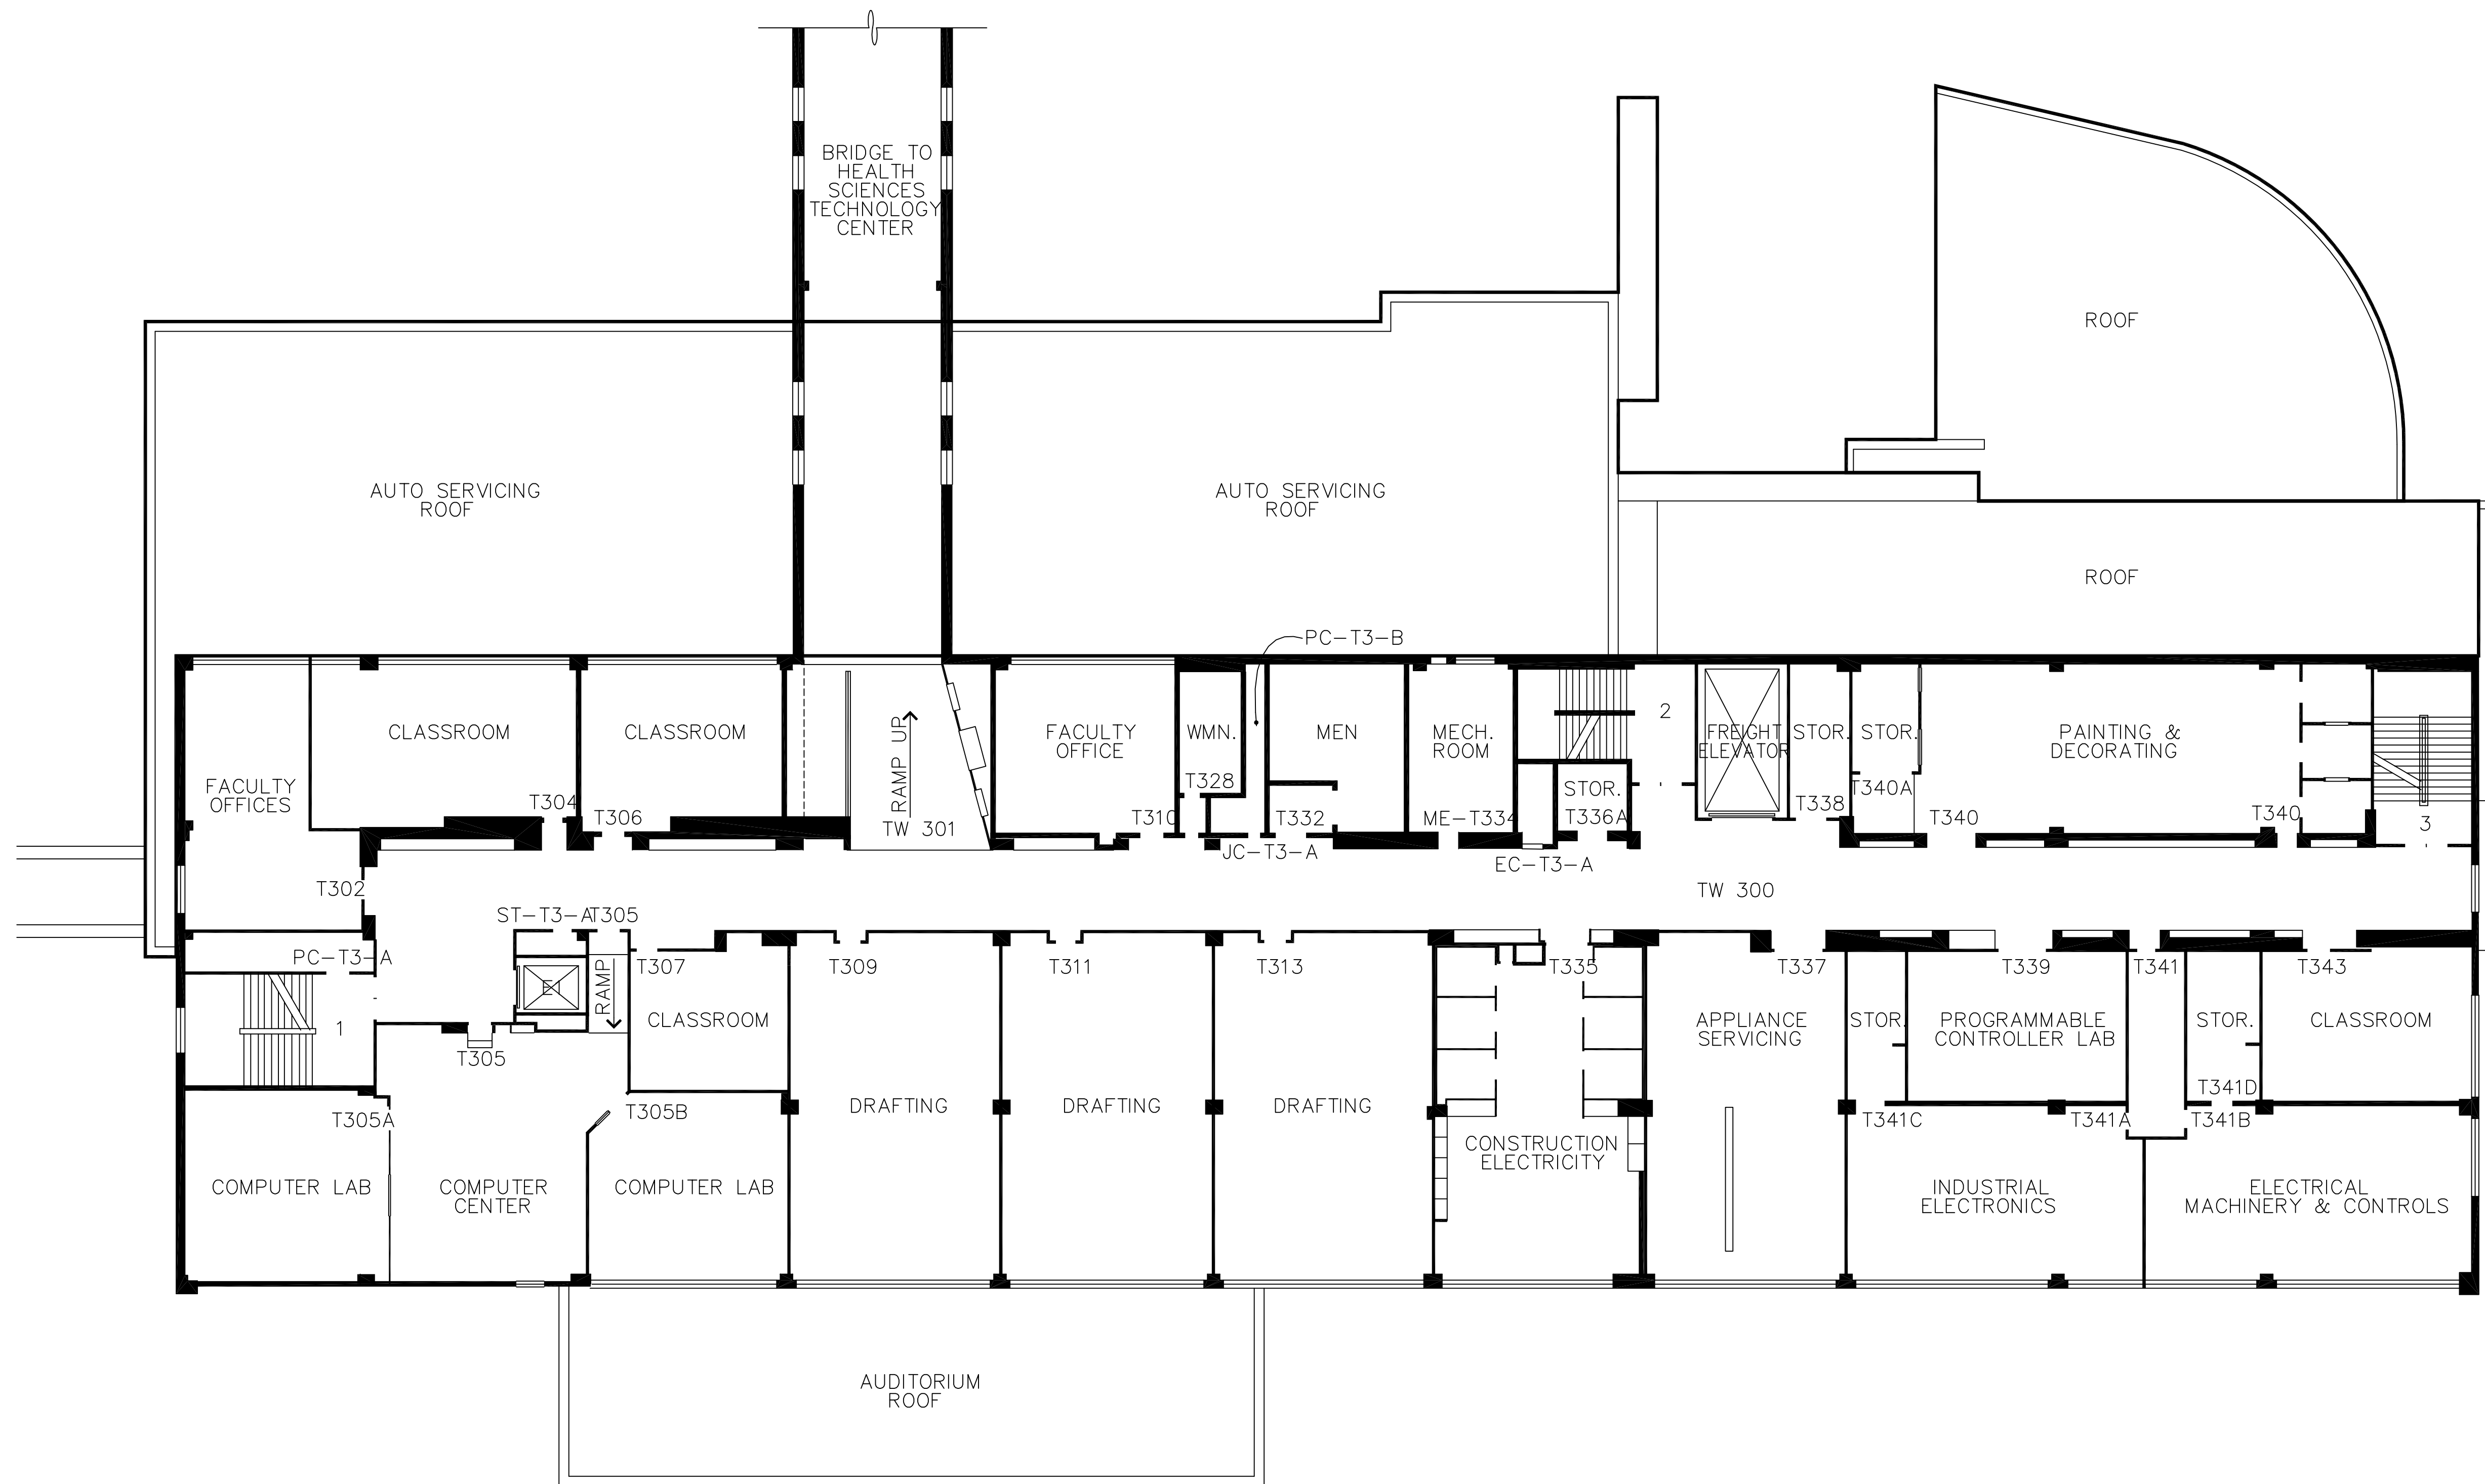 BRIDGE TO
HEALTH
SCIENCES
TECHNOLOGY
CENTER
ROOF
AUTO SERVICING
ROOF
AUTO SERVICING
ROOF
ROOF
PC-T3-B
CLASSROOM
CLASSROOM
RAMP UP
FACULTY
OFFICE
WMN.
MEN
MECH.
ROOM
2
FREIGHT
ELEVATOR
STOR.
STOR.
PAINTING &
DECORATING
FACULTY
OFFICES
T304
T306
TW 301
T310
T328
T332
ME-T334
STOR.
T336A
T338
T340A
T340
T340
3
JC-T3-A
EC-T3-A
T302
TW 300
ST-T3-A
T305
PC-T3-A
T307
T309
T311
T313
T335
T337
T339
T341
T343
1
E1
RAMP
CLASSROOM
APPLIANCE
SERVICING
STOR.
PROGRAMMABLE
CONTROLLER LAB
STOR.
CLASSROOM
T305
T305A
T305B
DRAFTING
DRAFTING
DRAFTING
CONSTRUCTION
ELECTRICITY
T341C
T341A
T341D
T341B
COMPUTER LAB
COMPUTER
CENTER
COMPUTER LAB
INDUSTRIAL
ELECTRONICS
ELECTRICAL
MACHINERY & CONTROLS
AUDITORIUM
ROOF